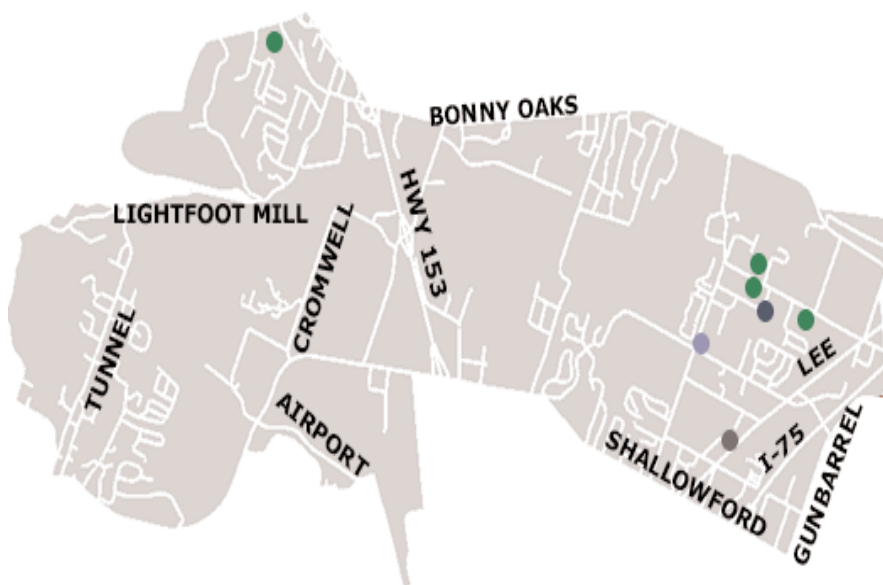 BONNY OAKS
LIGHTFOOT MILL
HWY 153
CROMWELL
TUNNEL
AIRPORT
LEE
I-75
SHALLOWFORD
GUNBARREL